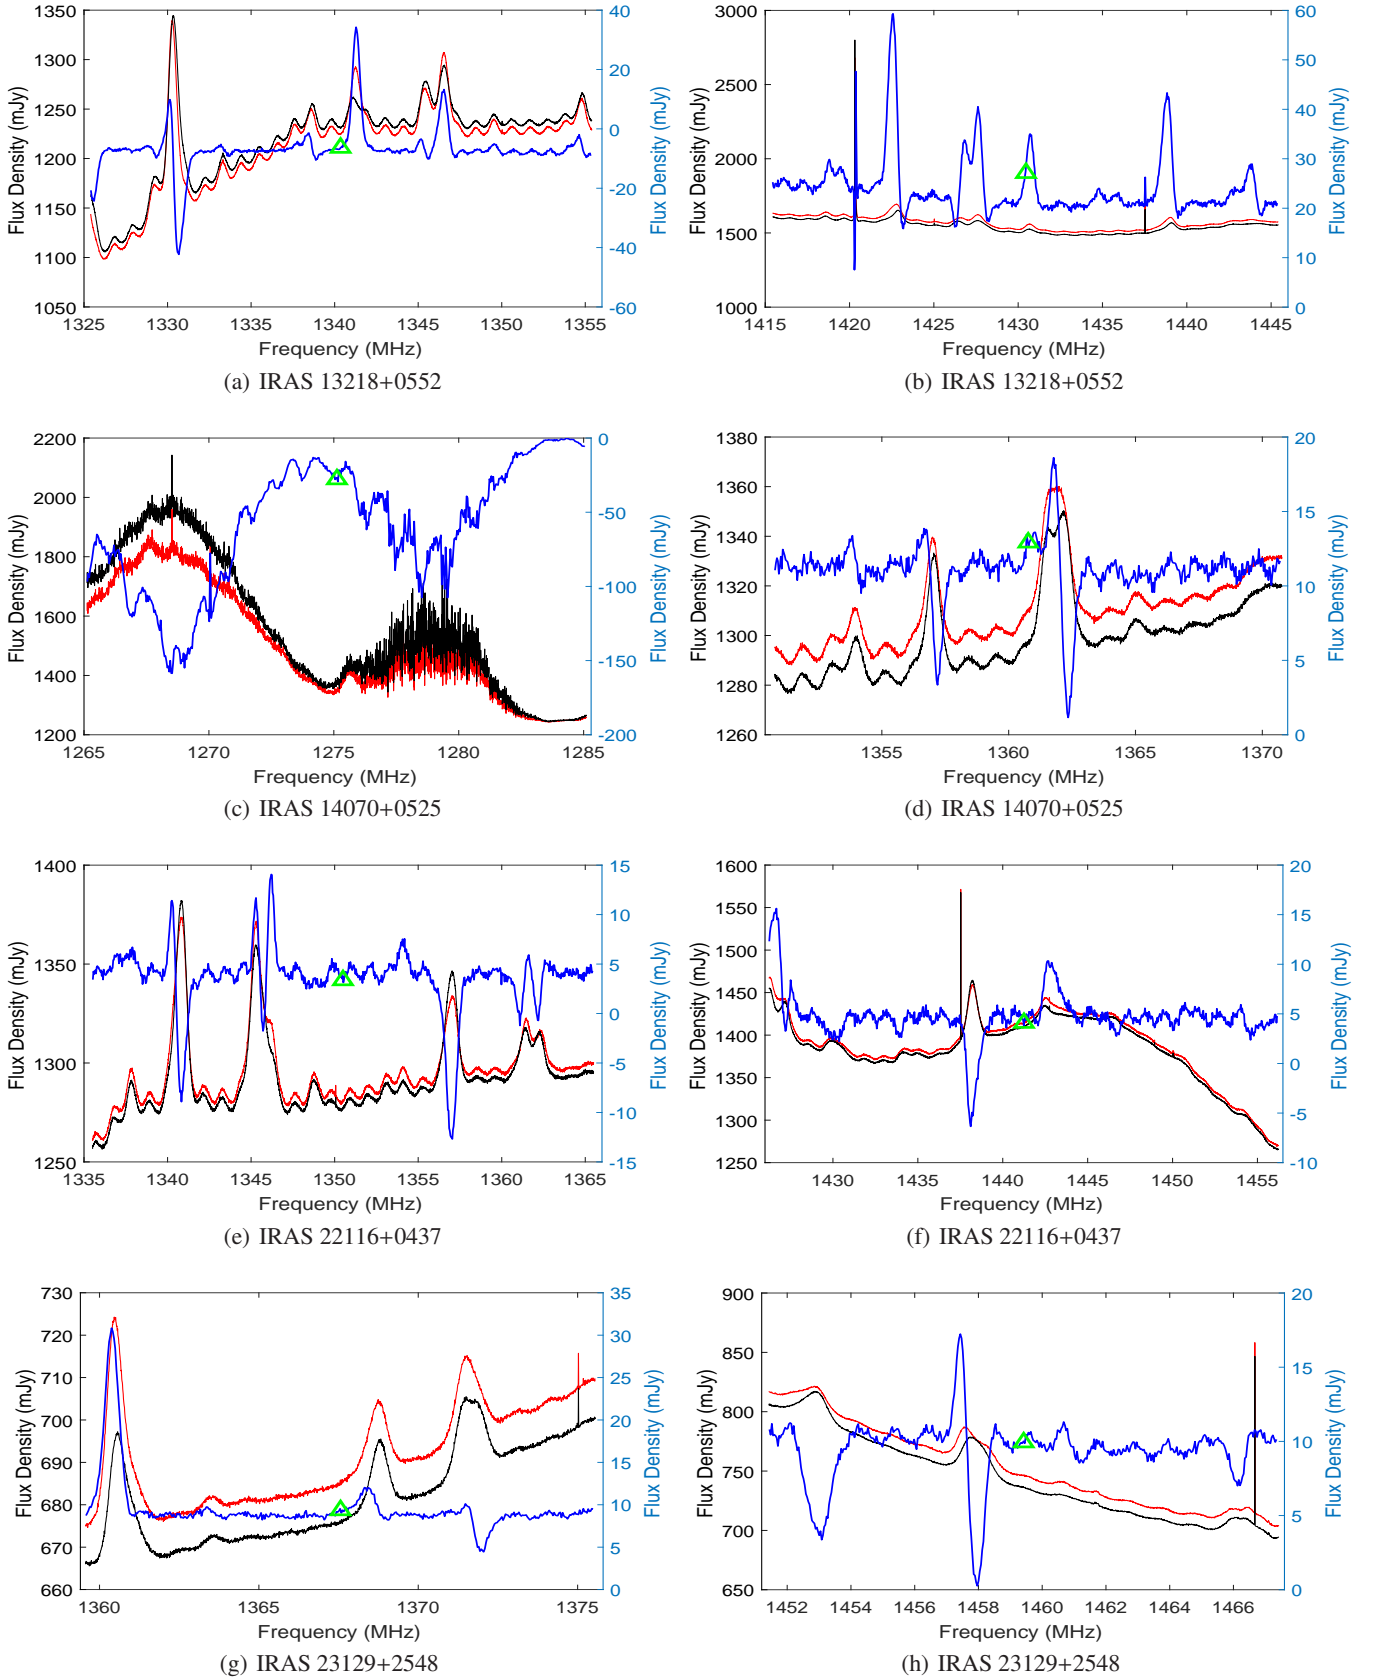 1350
1300
1250
1200
1150
1100
1050
Flux Density (mJy)
40
20
0
-20
-40
-60
Flux Density (mJy)
1325 1330 1335 1340 1345 1350 1355
Frequency (MHz)
(a) IRAS 13218+0552
3000
2500
2000
1500
1000
Flux Density (mJy)
60
50
40
30
20
10
0
Flux Density (mJy)
1415 1420 1425 1430 1435 1440 1445
Frequency (MHz)
(b) IRAS 13218+0552
2200
2000
1800
1600
1400
1200
Flux Density (mJy)
0
-50
-100
-150
-200
Flux Density (mJy)
1265 1270 1275 1280 1285
Frequency (MHz)
(c) IRAS 14070+0525
1380
1360
1340
1320
1300
1280
1260
Flux Density (mJy)
20
15
10
5
0
Flux Density (mJy)
1355 1360 1365 1370
Frequency (MHz)
(d) IRAS 14070+0525
1400
1350
1300
1250
Flux Density (mJy)
15
10
5
0
-5
-10
-15
Flux Density (mJy)
1335 1340 1345 1350 1355 1360 1365
Frequency (MHz)
(e) IRAS 22116+0437
1600
1550
1500
1450
1400
1350
1300
1250
Flux Density (mJy)
20
15
10
5
0
-5
-10
Flux Density (mJy)
1430 1435 1440 1445 1450 1455
Frequency (MHz)
(f) IRAS 22116+0437
730
720
710
700
690
680
670
660
Flux Density (mJy)
35
30
25
20
15
10
5
0
Flux Density (mJy)
1360 1365 1370 1375
Frequency (MHz)
(g) IRAS 23129+2548
900
850
800
750
700
650
Flux Density (mJy)
20
15
10
5
0
Flux Density (mJy)
1452 1454 1456 1458 1460 1462 1464 1466
Frequency (MHz)
(h) IRAS 23129+2548